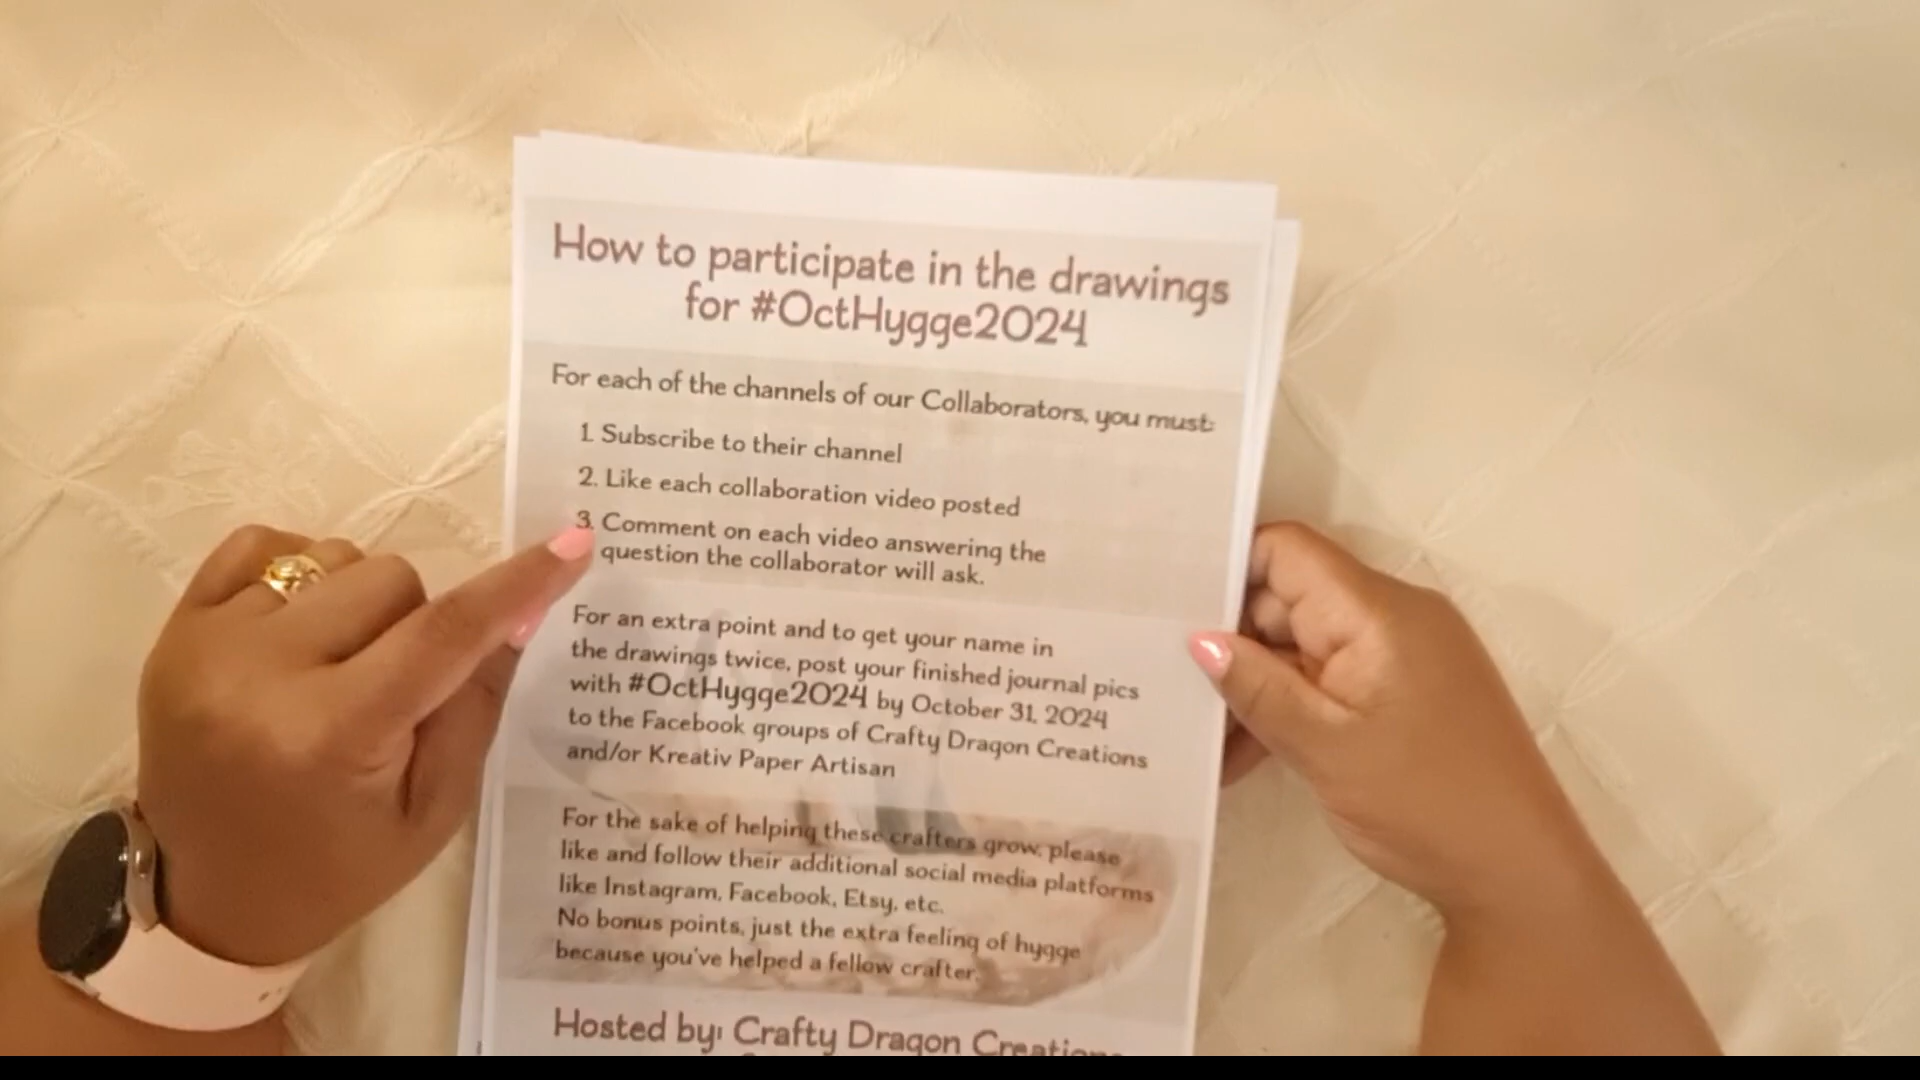 How to participate in the drawings
for #OctHygge2024
For each of the channels of our Collaborators, you must:
1. Subscribe to their channel
2. Like each collaboration video posted
3. Comment on each video answering the
question the collaborator will ask.
For an extra point and to get your name in
the drawings twice, post your finished journal pics
with #OctHygge2024 by October 31, 2024
to the Facebook groups of Crafty Dragon Creations
and/or Kreativ Paper Artisan
For the sake of helping these crafters grow, please
like and follow their additional social media platforms
like Instagram, Facebook, Etsy, etc.
No bonus points, just the extra feeling of hygge
because you've helped a fellow crafter.
Hosted by: Crafty Dragon Creations